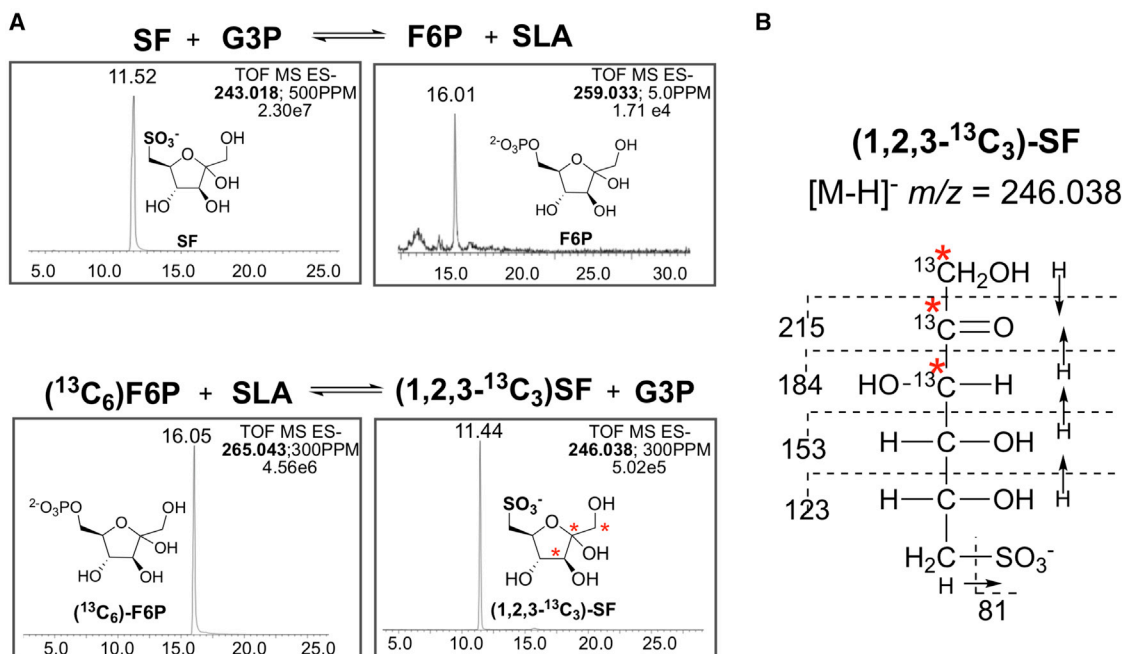 A
SF + G3P ⇌ F6P + SLA
11.52
TOF MS ES-
243.018; 500PPM
2.30e7
SO₃⁻
OH
O
OH
HO
OH
SF
5.0 10.0 15.0 20.0 25.0
16.01
TOF MS ES-
259.033; 5.0PPM
1.71 e4
²⁻O₃PO
OH
O
OH
HO
OH
F6P
15.0 20.0 25.0 30.0
(¹³C₆)F6P + SLA ⇌ (1,2,3-¹³C₃)SF + G3P
16.05
TOF MS ES-
265.043;300PPM
4.56e6
²⁻O₃PO
OH
O
OH
HO
OH
(¹³C₆)-F6P
5.0 10.0 15.0 20.0 25.0
11.44
TOF MS ES-
246.038; 300PPM
5.02e5
SO₃⁻
OH
O * *
OH
*
HO
OH
(1,2,3-¹³C₃)-SF
5.0 10.0 15.0 20.0 25.0
B
(1,2,3-¹³C₃)-SF
[M-H]⁻ m/z = 246.038
*
¹³CH₂OH H
*
215 ¹³C=O
* H
184 HO-¹³C–H
H
153 H–C–OH
123 H–C–OH H
H₂C–SO₃⁻
H
81